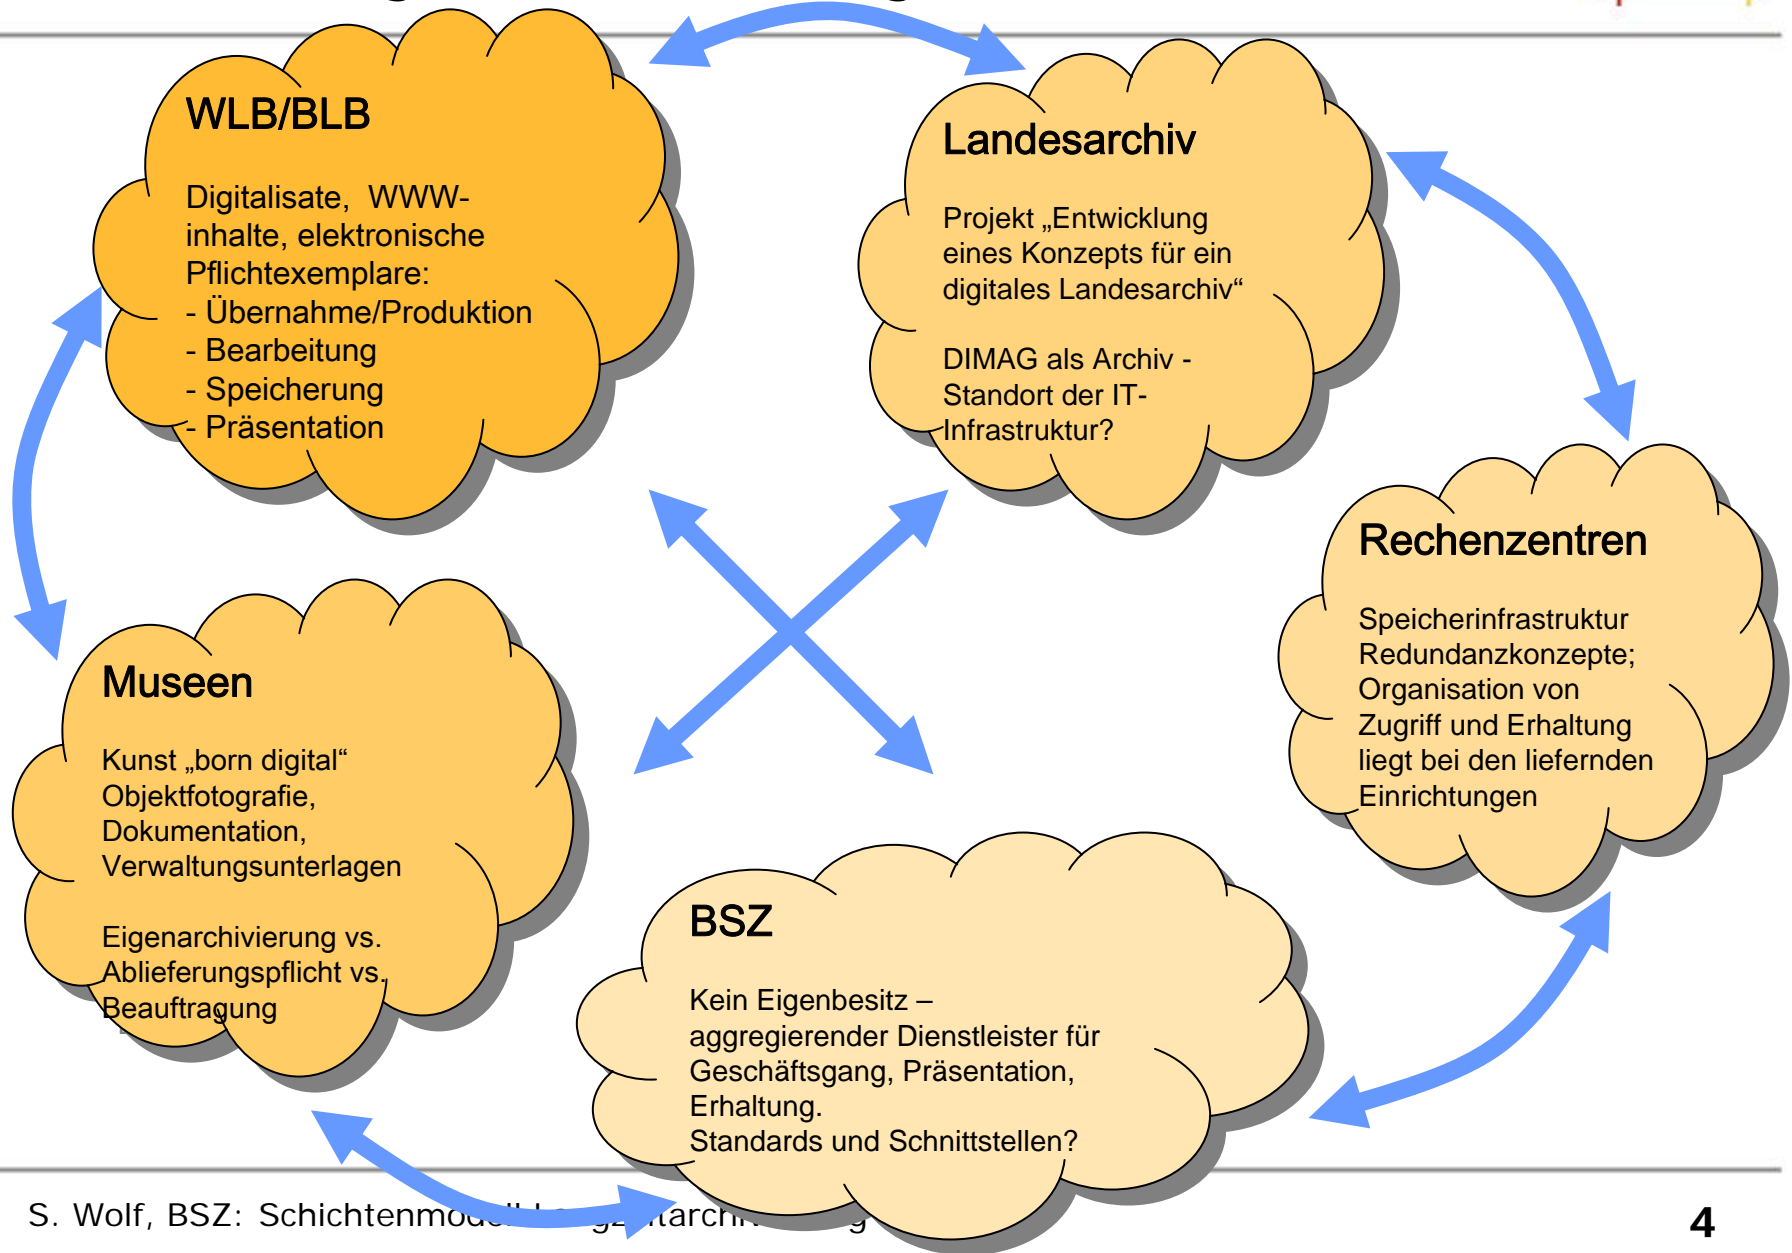 WLB/BLB
Digitalisate, WWW-
inhalte, elektronische
Pflichtexemplare:
- Übernahme/Produktion
- Bearbeitung
- Speicherung
- Präsentation
Landesarchiv
Projekt „Entwicklung
eines Konzepts für ein
digitales Landesarchiv“
DIMAG als Archiv -
Standort der IT-
Infrastruktur?
Rechenzentren
Speicherinfrastruktur
Redundanzkonzepte;
Organisation von
Zugriff und Erhaltung
liegt bei den liefernden
Einrichtungen
Museen
Kunst „born digital“
Objektfotografie,
Dokumentation,
Verwaltungsunterlagen
Eigenarchivierung vs.
Ablieferungspflicht vs.
Beauftragung
BSZ
Kein Eigenbesitz –
aggregierender Dienstleister für
Geschäftsgang, Präsentation,
Erhaltung.
Standards und Schnittstellen?
S. Wolf, BSZ: Schichtenmodell
4